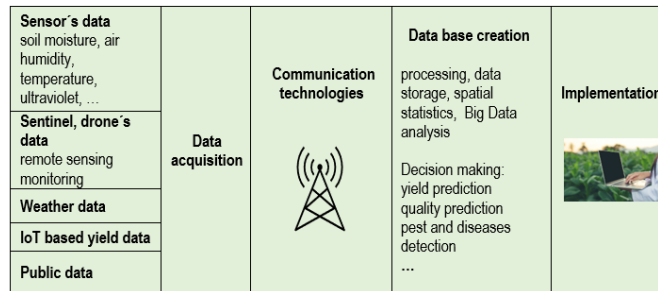 Sensor´s data
soil moisture, air
humidity,
temperature,
ultraviolet, …
Sentinel, drone´s
data
remote sensing
monitoring
Weather data
IoT based yield data
Public data
Data
acquisition
Communication
technologies
Data base creation
processing, data
storage, spatial
statistics, Big Data
analysis
Decision making:
yield prediction
quality prediction
pest and diseases
detection
…
Implementation